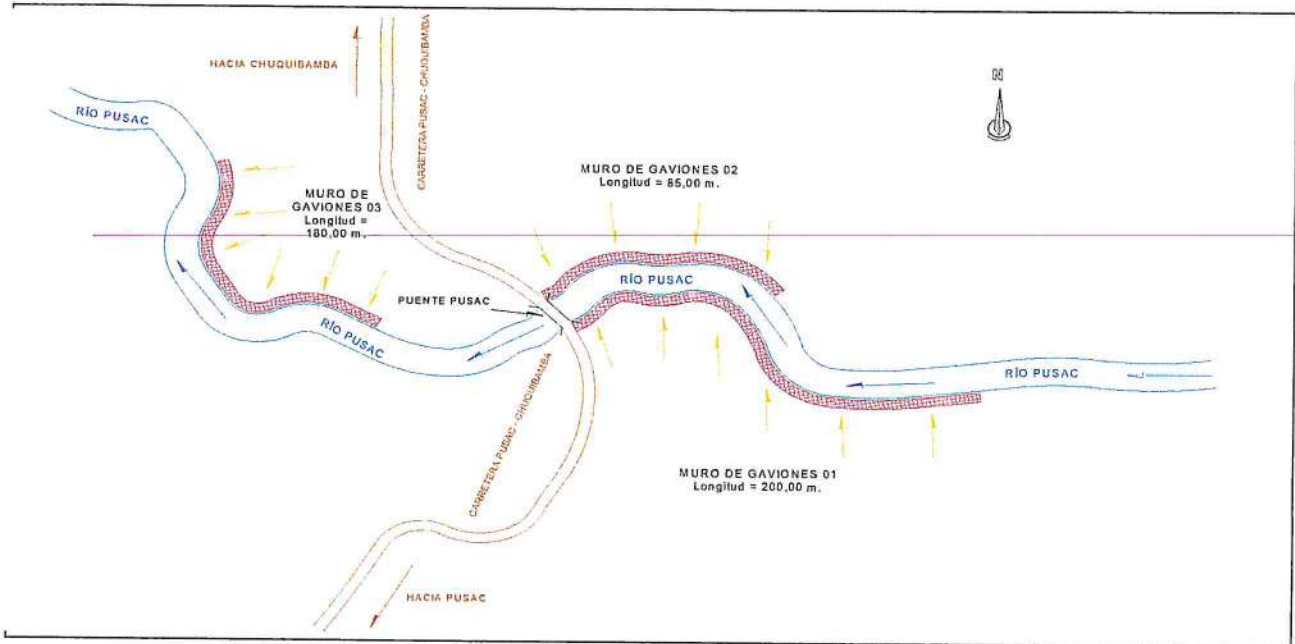 HACIA CHUQUIBAMBA
CARRETERA PUSAC - CHUQUIBAMBA
N
RÍO PUSAC
MURO DE GAVIONES 02
Longitud = 85,00 m.
MURO DE
GAVIONES 03
Longitud =
180,00 m.
RÍO PUSAC
PUENTE PUSAC
RÍO PUSAC
RÍO PUSAC
CARRETERA PUSAC - CHUQUIBAMBA
MURO DE GAVIONES 01
Longitud = 200,00 m.
HACIA PUSAC